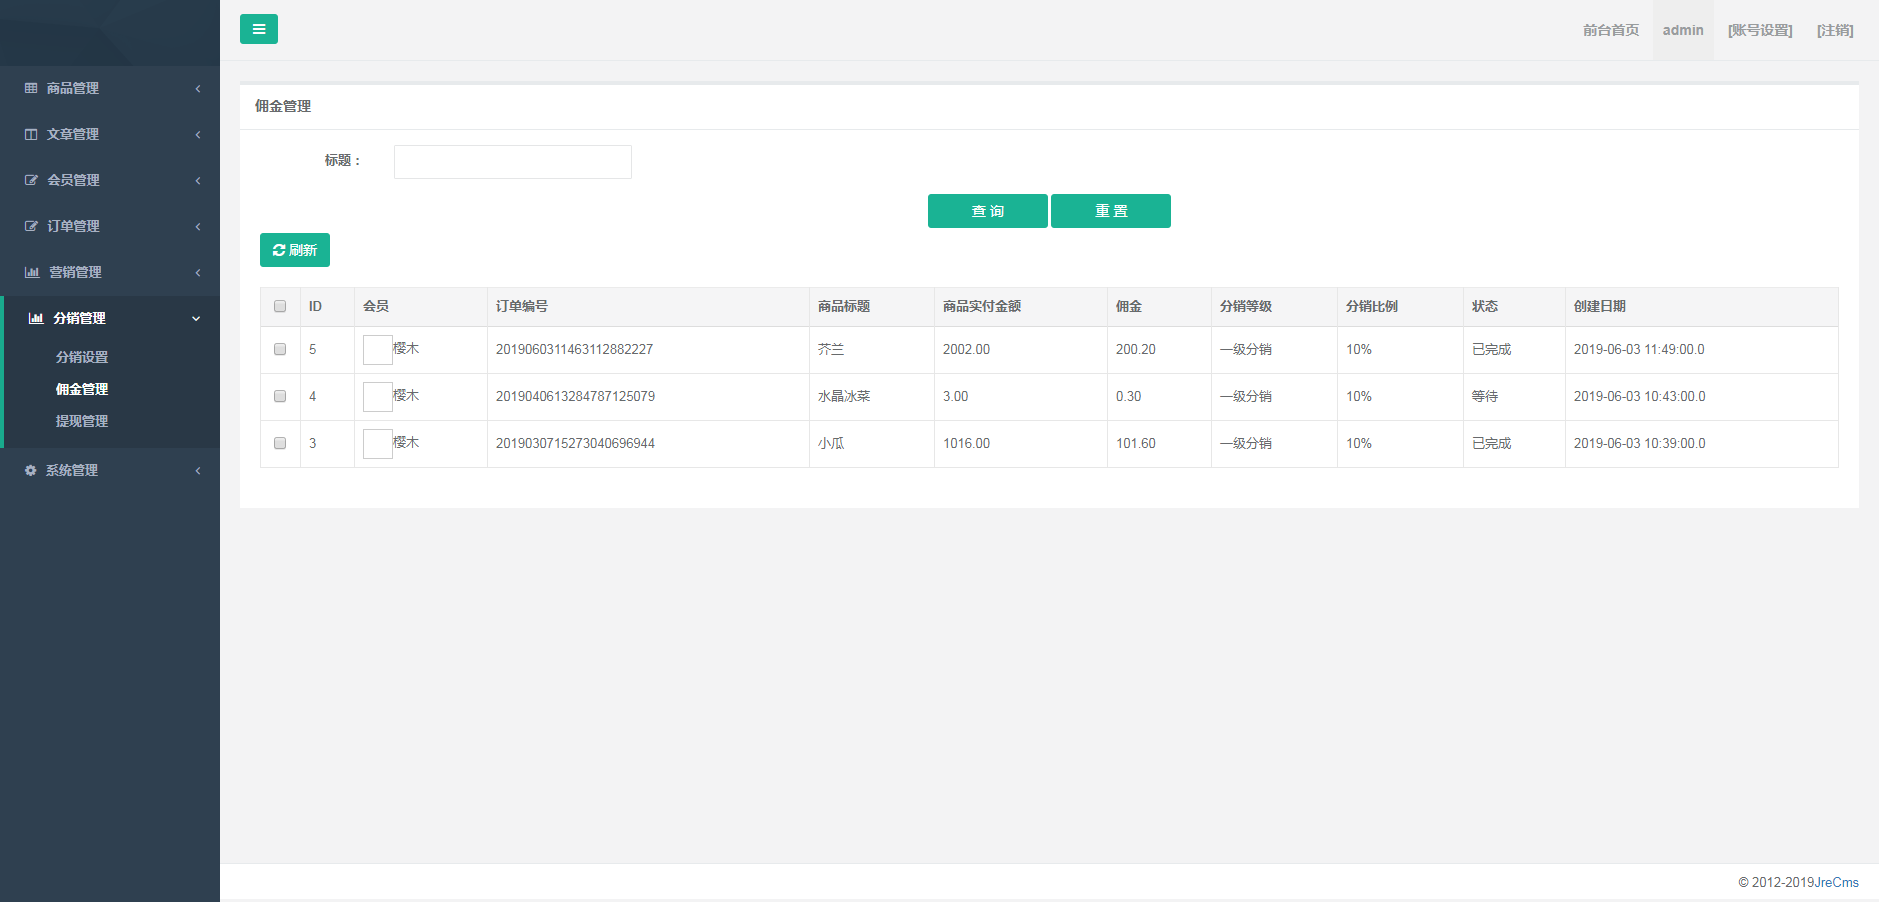 前台首页 admin [账号设置] [注销]
商品管理
文章管理
会员管理
订单管理
营销管理
分销管理
分销设置
佣金管理
提现管理
系统管理
佣金管理
标题：
查 询 重 置
刷新
ID 会员 订单编号 商品标题 商品实付金额 佣金 分销等级 分销比例 状态 创建日期
5 樱木 2019060311463112882227 芥兰 2002.00 200.20 一级分销 10% 已完成 2019-06-03 11:49:00.0
4 樱木 2019040613284787125079 水晶冰菜 3.00 0.30 一级分销 10% 等待 2019-06-03 10:43:00.0
3 樱木 2019030715273040696944 小瓜 1016.00 101.60 一级分销 10% 已完成 2019-06-03 10:39:00.0
© 2012-2019JreCms